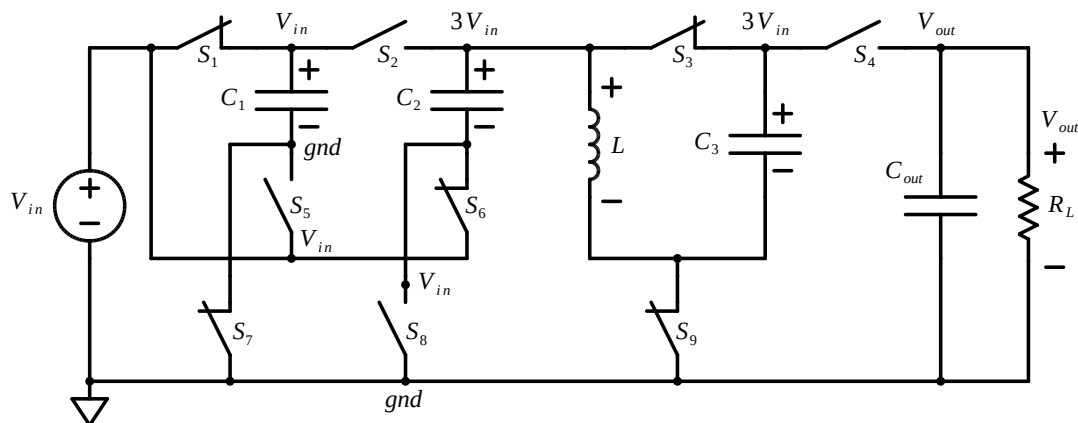 V_in
3V_in
3V_in
V_out
S_1
S_2
S_3
S_4
+
+
+
+
C_1
C_2
L
C_3
V_out
−
−
gnd
+
C_out
+
−
V_in
−
S_5
S_6
−
R_L
V_in
−
V_in
S_7
S_8
S_9
gnd